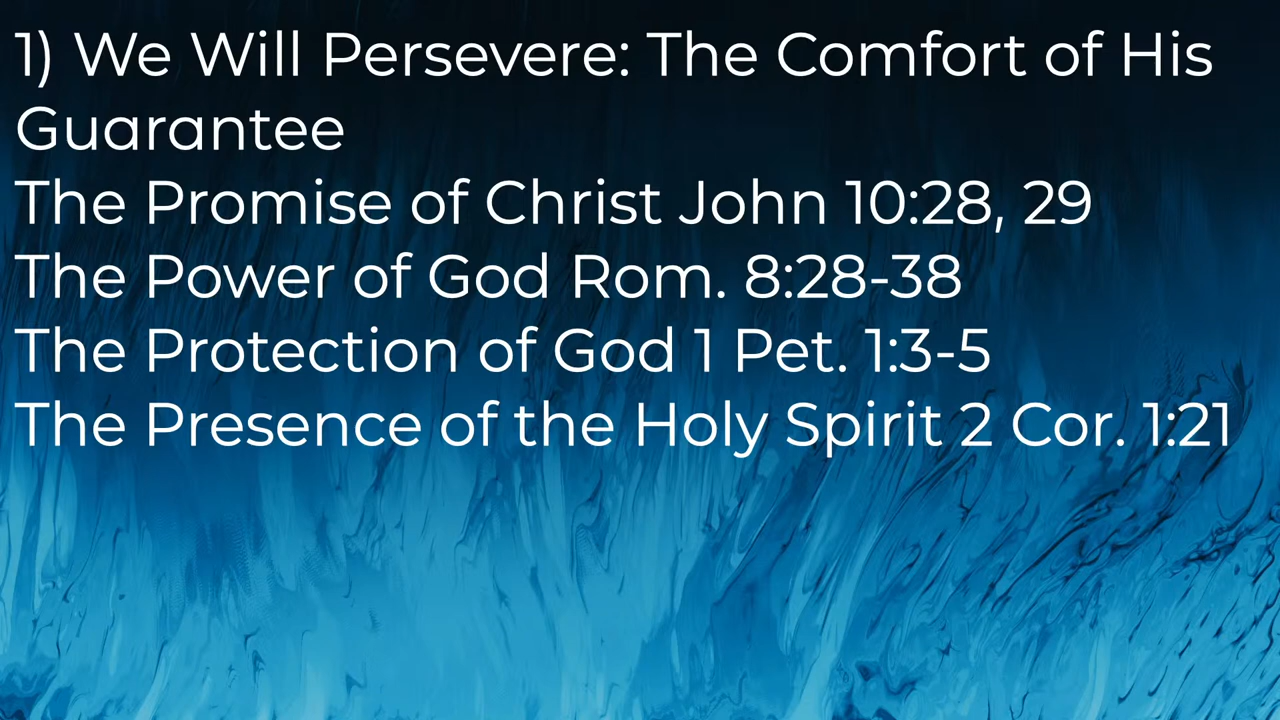 1) We Will Persevere: The Comfort of His
Guarantee
The Promise of Christ John 10:28, 29
The Power of God Rom. 8:28-38
The Protection of God 1 Pet. 1:3-5
The Presence of the Holy Spirit 2 Cor. 1:21